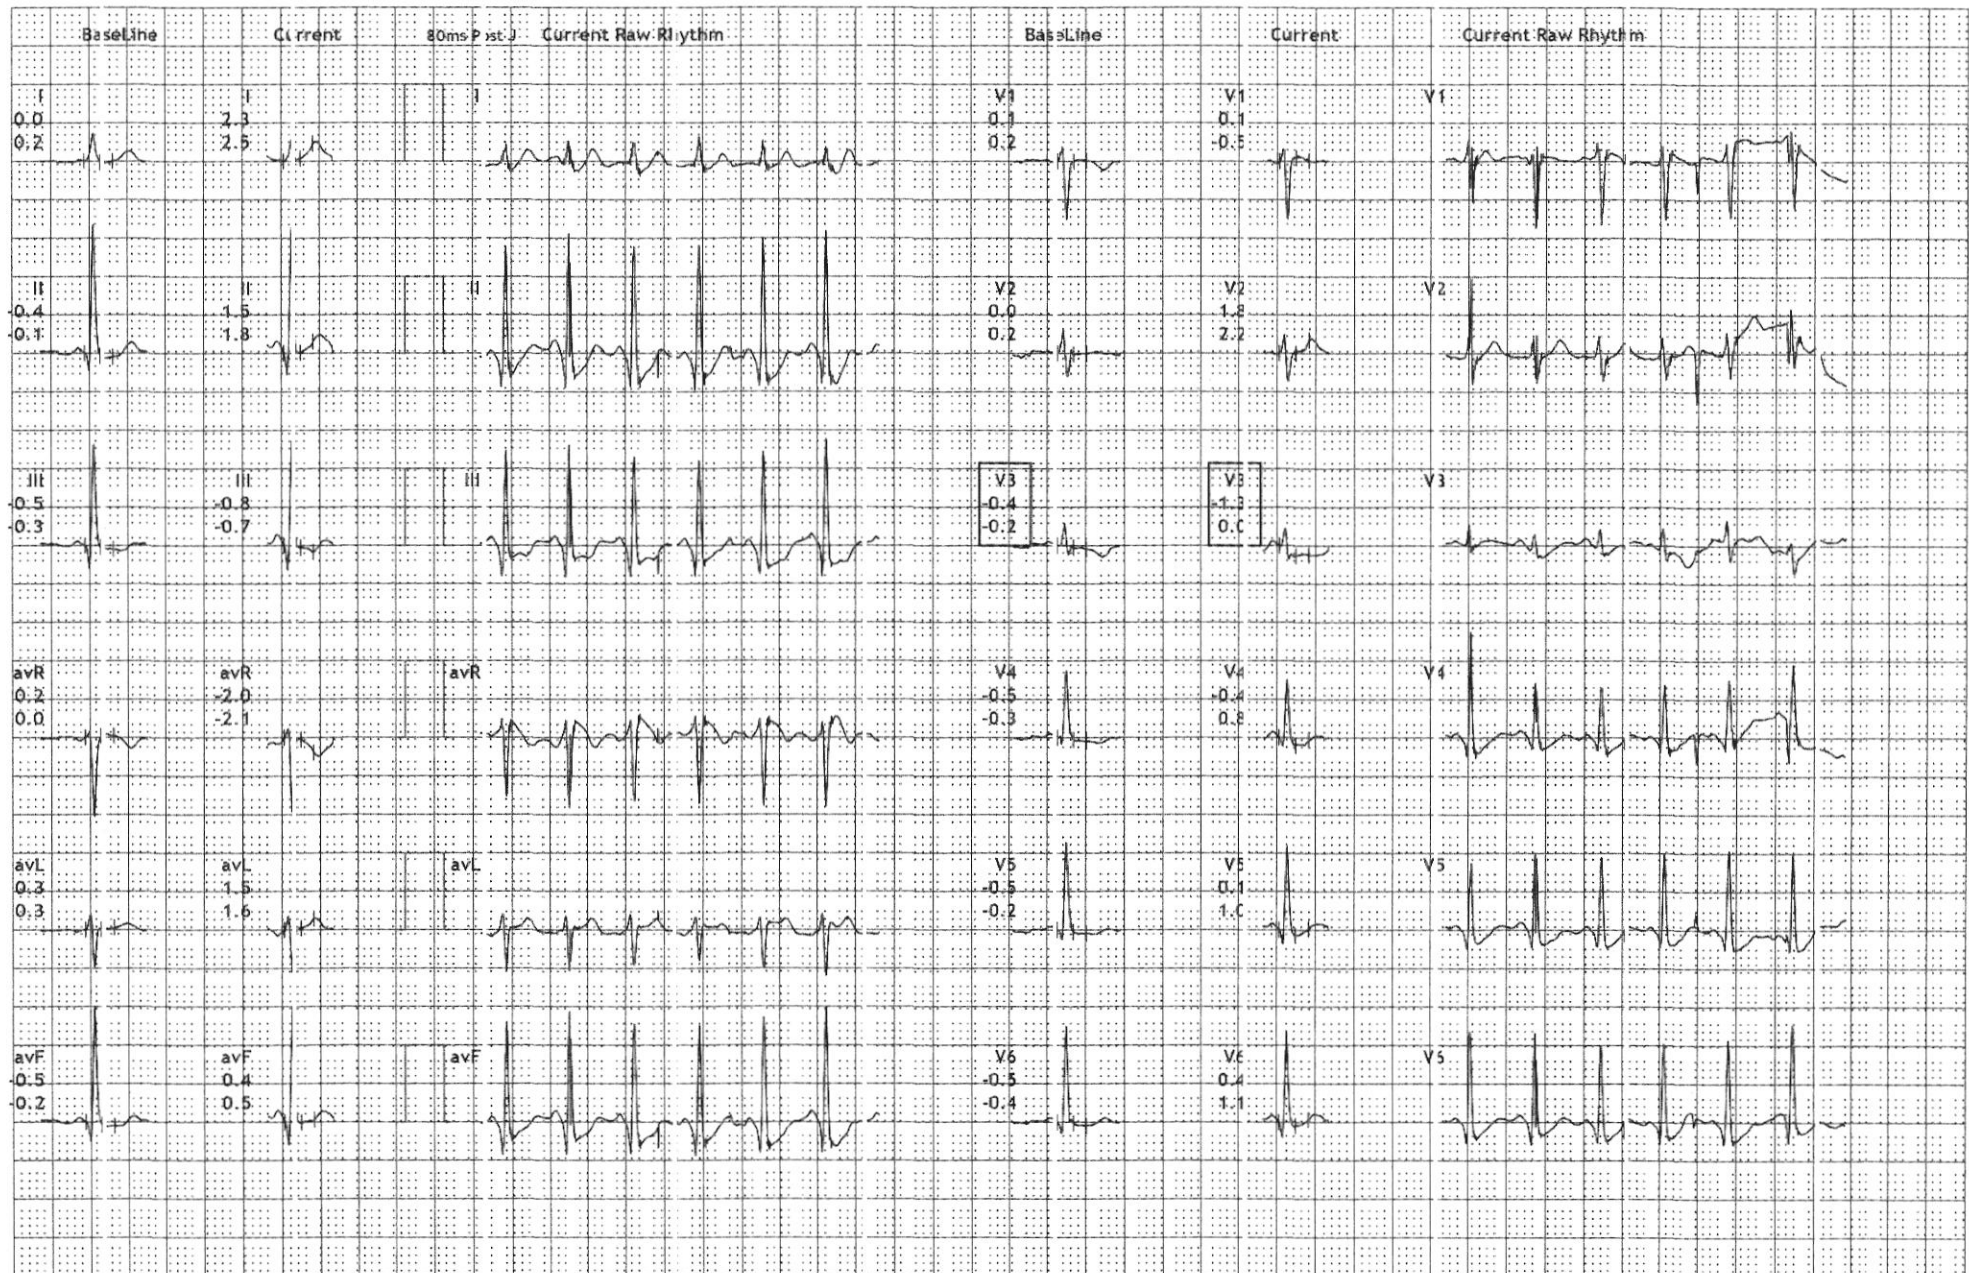 BaseLine Current 80ms Post J Current Raw Rhythm BaseLine Current Current Raw Rhythm
I I I V1 V1 V1
0.0 2.3 0.1 0.1
0.2 2.5 0.2 -0.5
II II II V2 V2 V2
-0.4 1.5 0.0 1.8
-0.1 1.8 0.2 2.2
III III III V3 V3 V3
-0.5 -0.8 -0.4 -1.3
-0.3 -0.7 -0.2 0.0
avR avR avR V4 V4 V4
0.2 -2.0 -0.5 -0.4
0.0 -2.1 -0.3 0.8
avL avL avL V5 V5 V5
0.3 1.5 -0.5 0.1
0.3 1.6 -0.2 1.0
avF avF avF V6 V6
-0.5 0.4 -0.5 0.4
-0.2 0.5 -0.4 1.1